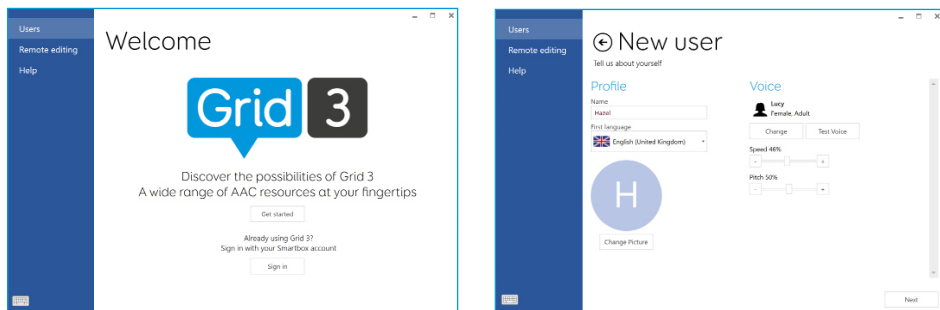 Users
Remote editing
Help
Welcome
Grid 3
Discover the possibilities of Grid 3
A wide range of AAC resources at your fingertips
Get started
Already using Grid 3?
Sign in with your Smartbox account
Sign in
Users
Remote editing
Help
New user
Tell us about yourself
Profile
Name
Hazel
First language
English (United Kingdom)
H
Change Picture
Voice
Lucy
Female, Adult
Change Test Voice
Speed 46%
- +
Pitch 50%
- +
Next